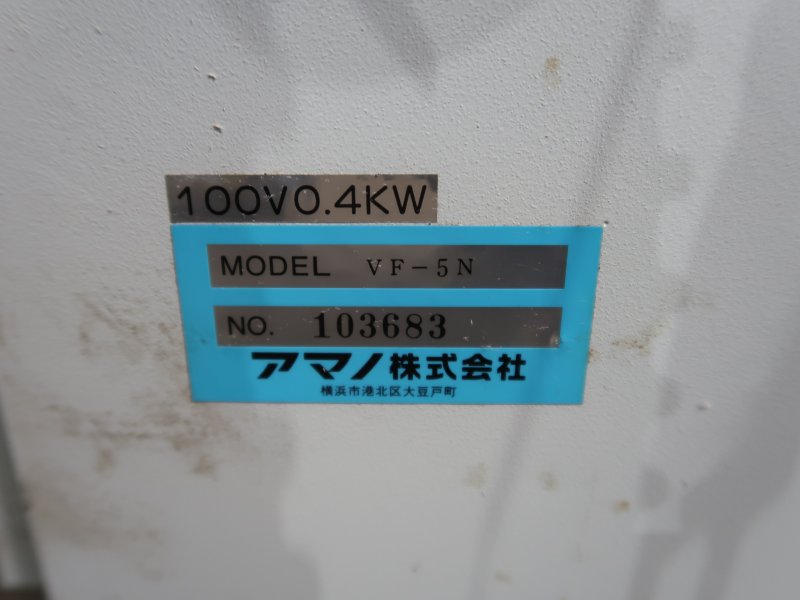 100V0.4KW
MODEL VF-5N
NO. 103683
アマノ株式会社
横浜市港北区大豆戸町